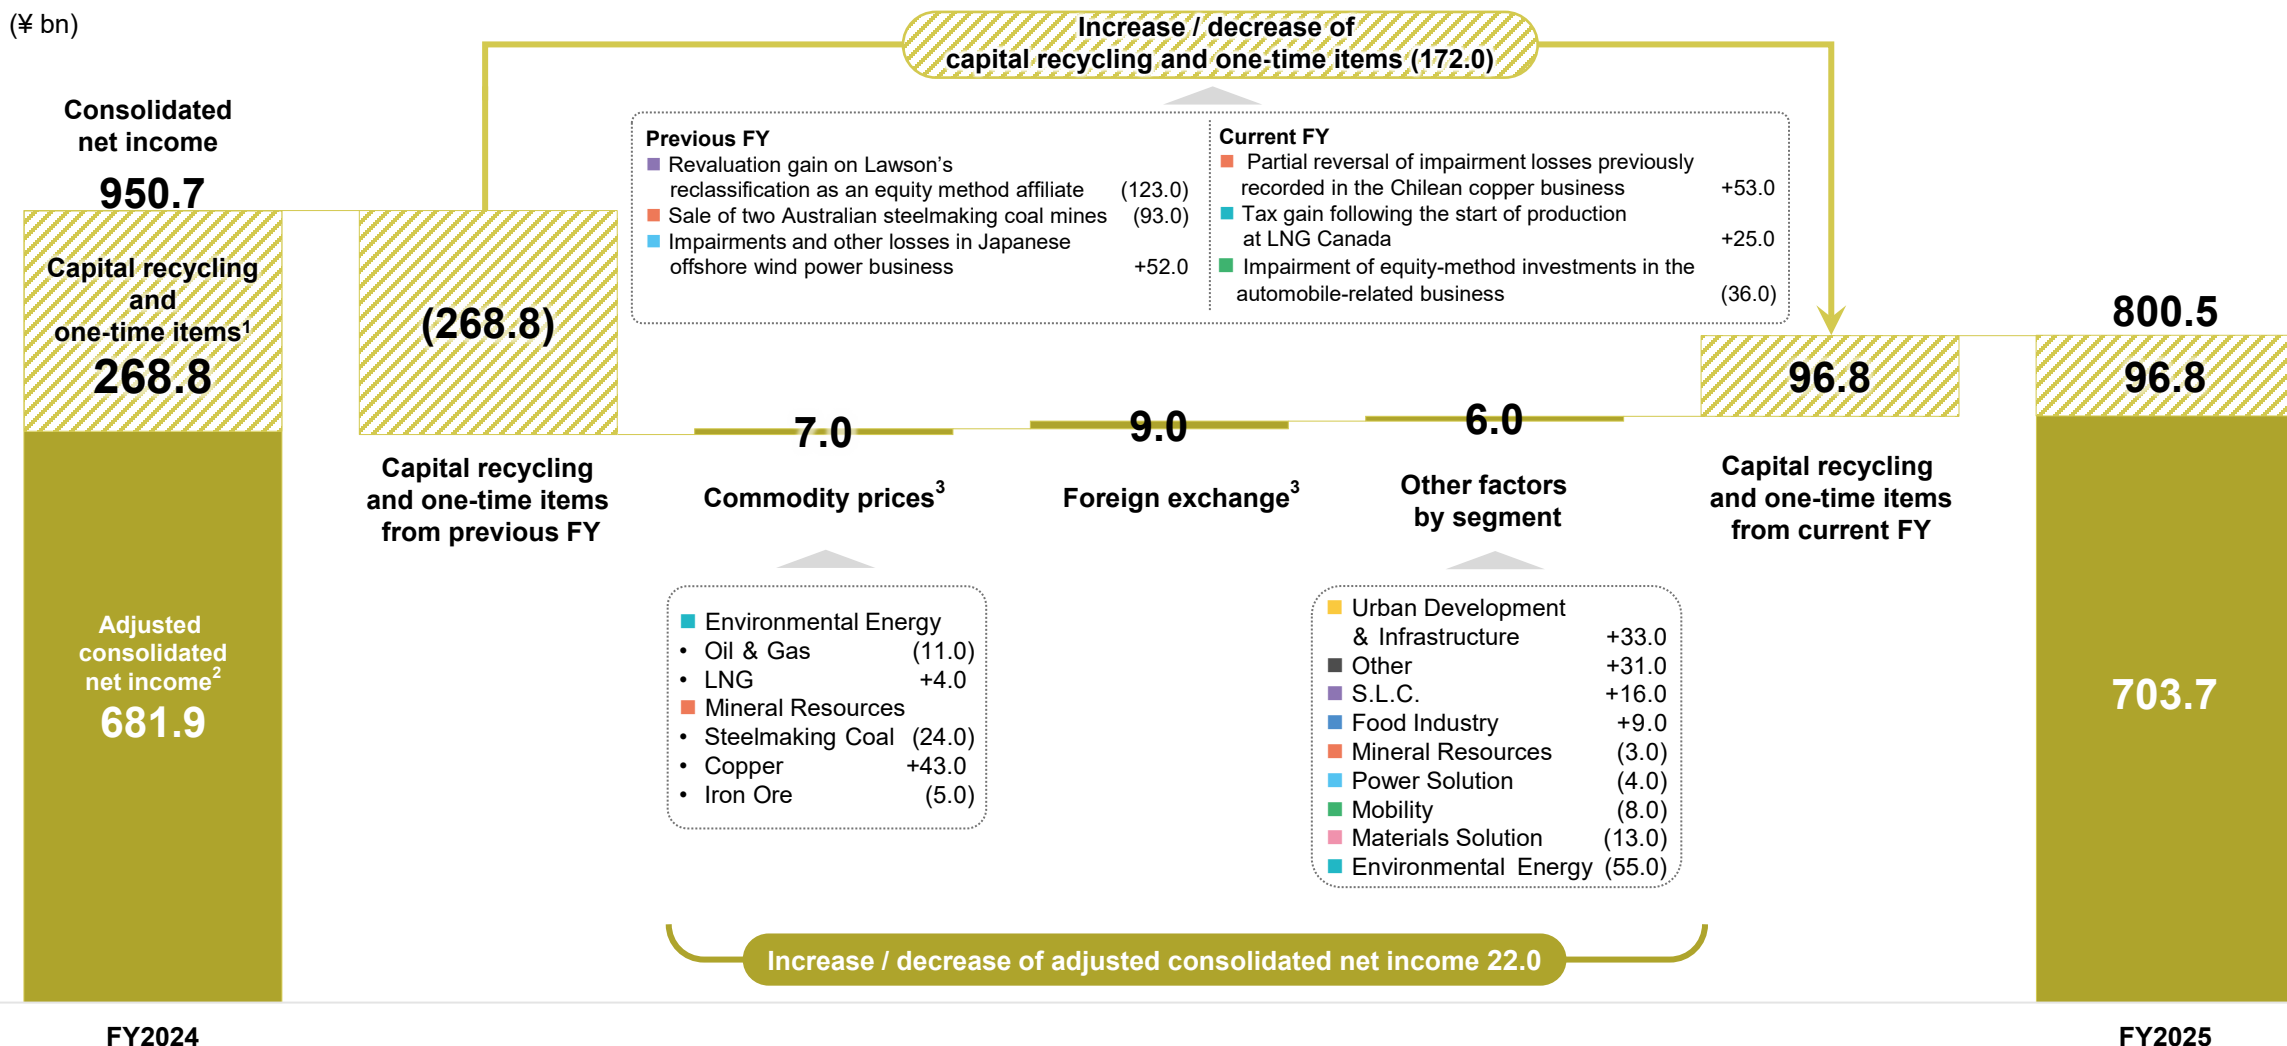 (¥ bn)
Increase / decrease of
capital recycling and one-time items (172.0)
Consolidated
net income
950.7
Capital recycling
and
one-time items1
268.8
Adjusted
consolidated
net income2
681.9
FY2024
(268.8)
Capital recycling
and one-time items
from previous FY
Previous FY
■ Revaluation gain on Lawson's
reclassification as an equity method affiliate (123.0)
■ Sale of two Australian steelmaking coal mines (93.0)
■ Impairments and other losses in Japanese
offshore wind power business +52.0
Current FY
■ Partial reversal of impairment losses previously
recorded in the Chilean copper business +53.0
■ Tax gain following the start of production
at LNG Canada +25.0
■ Impairment of equity-method investments in the
automobile-related business (36.0)
7.0
Commodity prices3
■ Environmental Energy
• Oil & Gas (11.0)
• LNG +4.0
■ Mineral Resources
• Steelmaking Coal (24.0)
• Copper +43.0
• Iron Ore (5.0)
9.0
Foreign exchange3
6.0
Other factors
by segment
■ Urban Development
& Infrastructure +33.0
■ Other +31.0
■ S.L.C. +16.0
■ Food Industry +9.0
■ Mineral Resources (3.0)
■ Power Solution (4.0)
■ Mobility (8.0)
■ Materials Solution (13.0)
■ Environmental Energy (55.0)
Increase / decrease of adjusted consolidated net income 22.0
96.8
Capital recycling
and one-time items
from current FY
800.5
96.8
703.7
FY2025